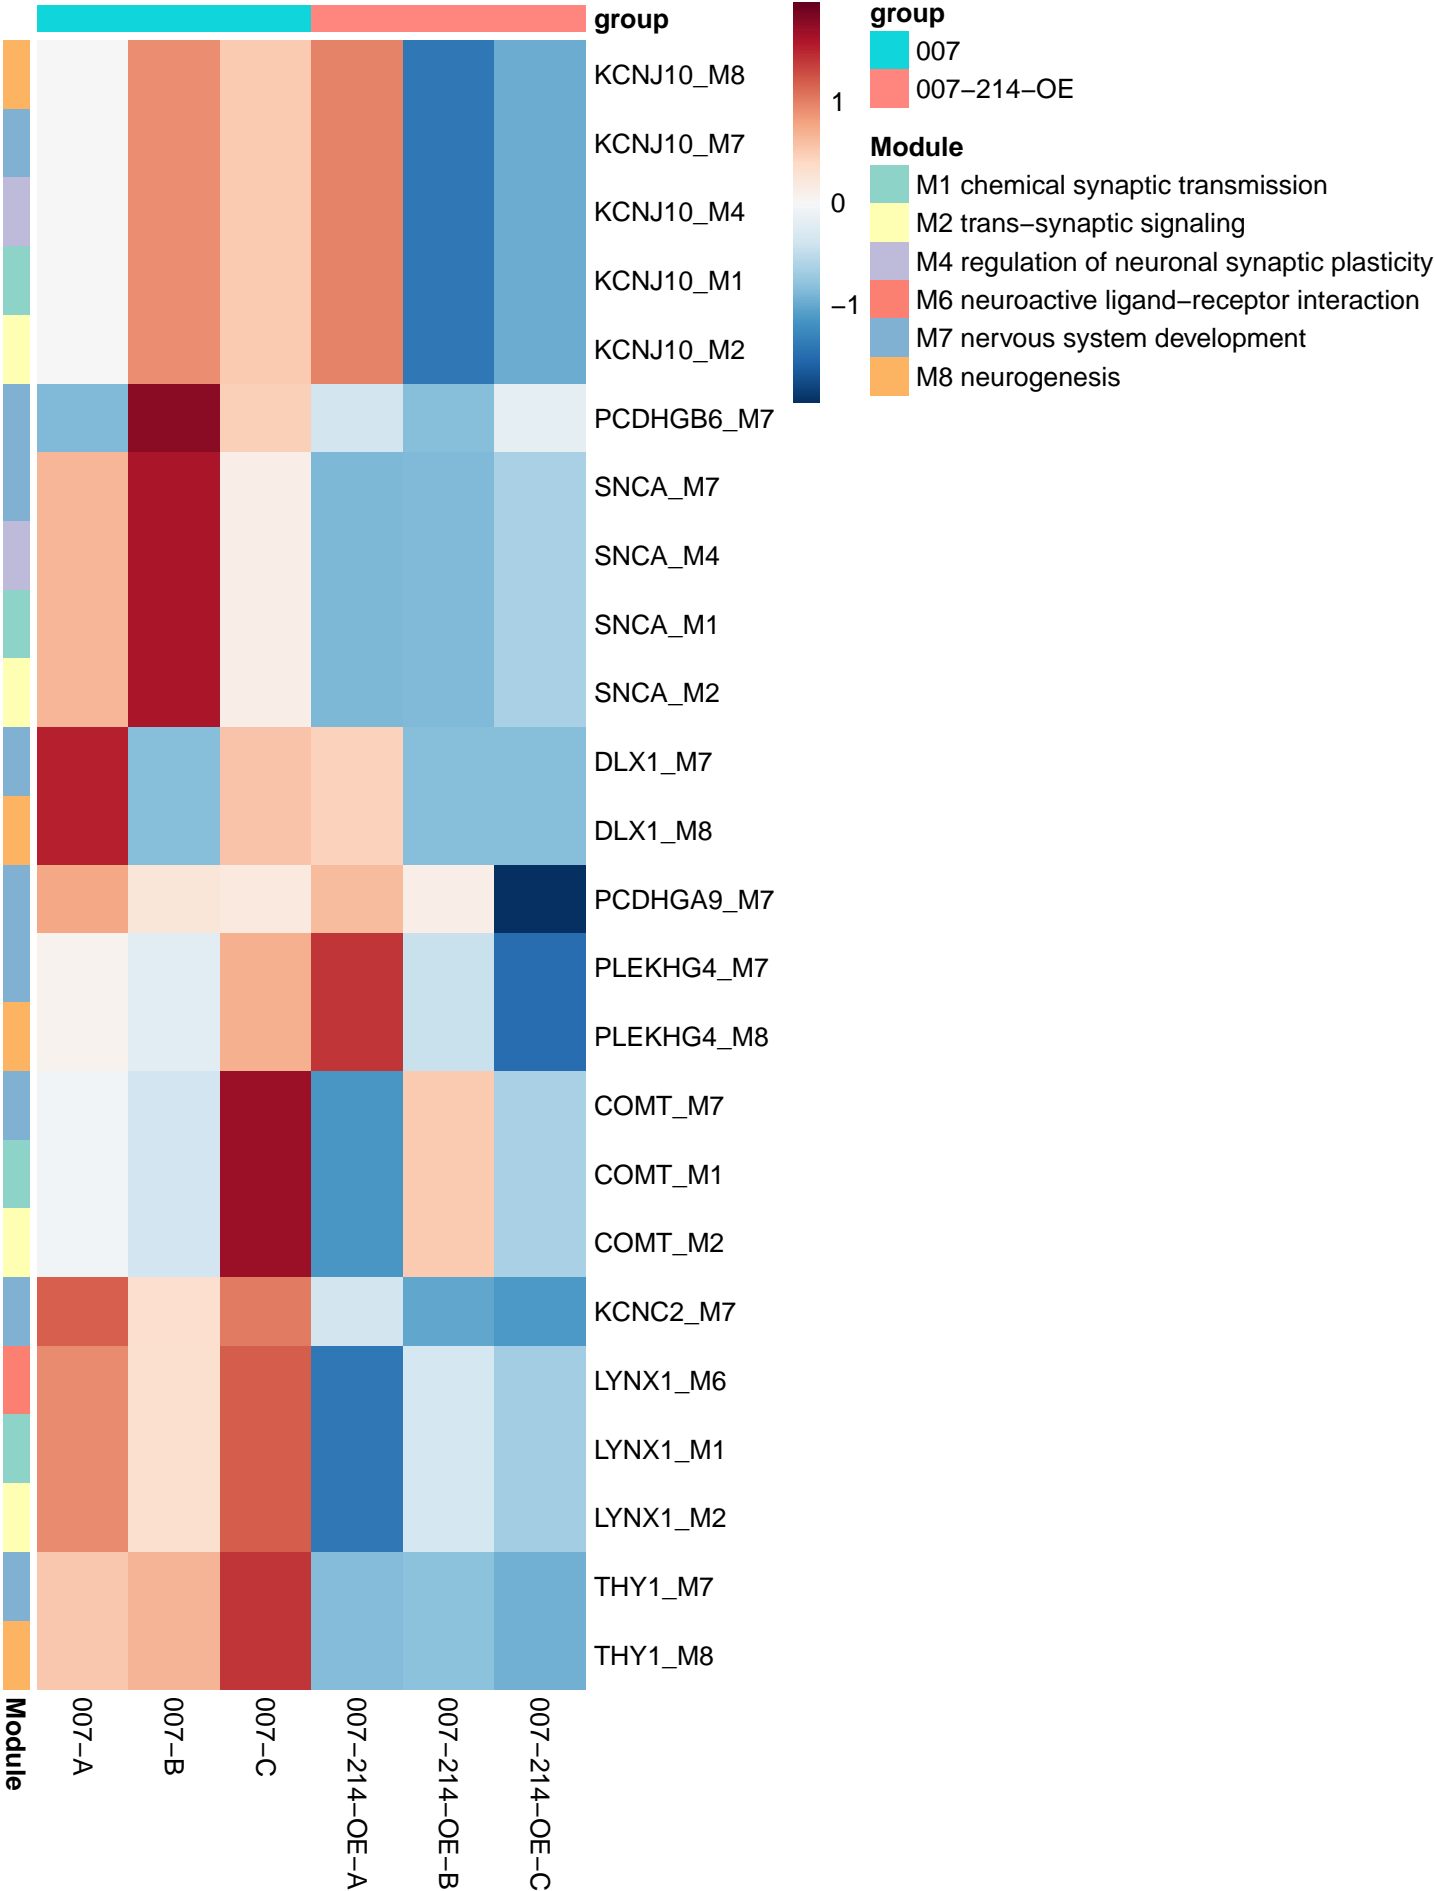 group
KCNJ10_M8
KCNJ10_M7
KCNJ10_M4
KCNJ10_M1
KCNJ10_M2
PCDHGB6_M7
SNCA_M7
SNCA_M4
SNCA_M1
SNCA_M2
DLX1_M7
DLX1_M8
PCDHGA9_M7
PLEKHG4_M7
PLEKHG4_M8
COMT_M7
COMT_M1
COMT_M2
KCNC2_M7
LYNX1_M6
LYNX1_M1
LYNX1_M2
THY1_M7
THY1_M8
1
0
−1
group
007
007−214−OE
Module
M1 chemical synaptic transmission
M2 trans−synaptic signaling
M4 regulation of neuronal synaptic plasticity
M6 neuroactive ligand−receptor interaction
M7 nervous system development
M8 neurogenesis
Module
007−A
007−B
007−C
007−214−OE−A
007−214−OE−B
007−214−OE−C